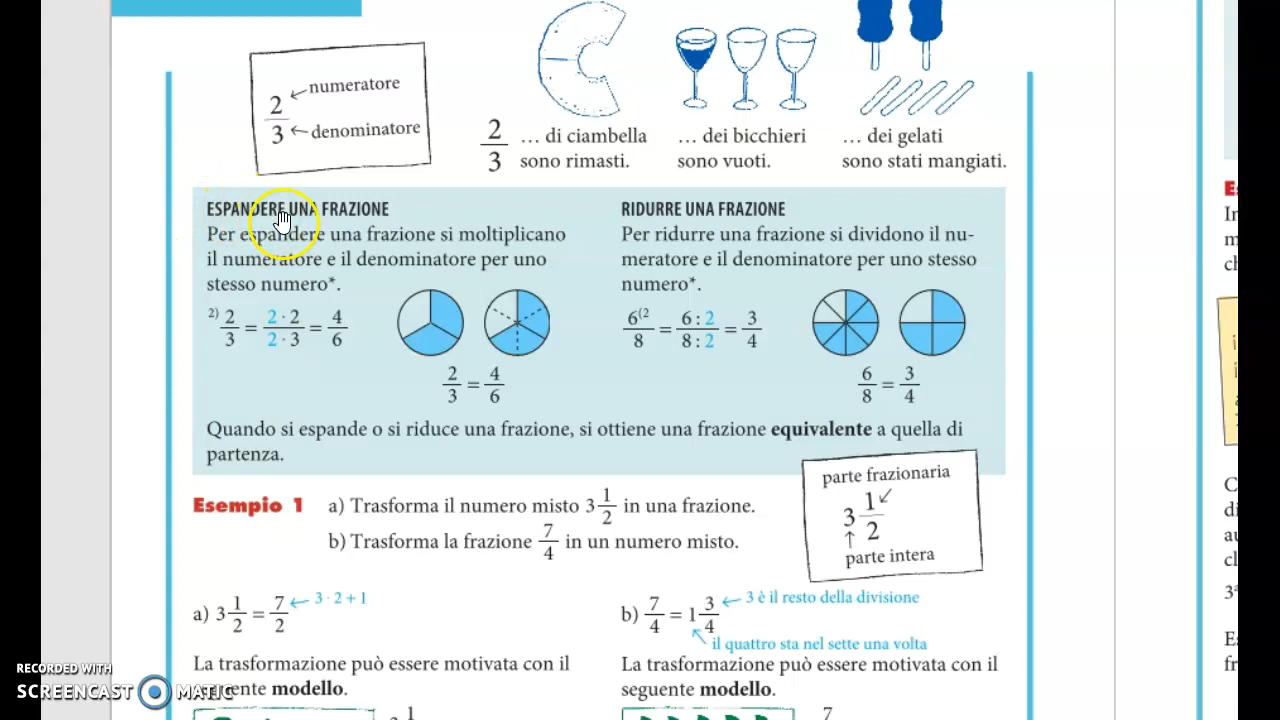 2/3
numeratore
denominatore
2/3 … di ciambella
sono rimasti.
… dei bicchieri
sono vuoti.
… dei gelati
sono stati mangiati.
ESPANDERE UNA FRAZIONE
Per espandere una frazione si moltiplicano
il numeratore e il denominatore per uno
stesso numero*.
2) 2/3 = 2 · 2/2 · 3 = 4/6
2/3 = 4/6
RIDURRE UNA FRAZIONE
Per ridurre una frazione si dividono il nu-
meratore e il denominatore per uno stesso
numero*.
6(2/8 = 6 : 2/8 : 2 = 3/4
6/8 = 3/4
Quando si espande o si riduce una frazione, si ottiene una frazione equivalente a quella di
partenza.
Esempio 1 a) Trasforma il numero misto 3 1/2 in una frazione.
b) Trasforma la frazione 7/4 in un numero misto.
parte frazionaria
3 1/2
parte intera
a) 3 1/2 = 7/2 3 · 2 + 1
La trasformazione può essere motivata con il
seguente modello.
b) 7/4 = 1 3/4 3 è il resto della divisione
il quattro sta nel sette una volta
La trasformazione può essere motivata con il
seguente modello.
RECORDED WITH
SCREENCAST MATIC